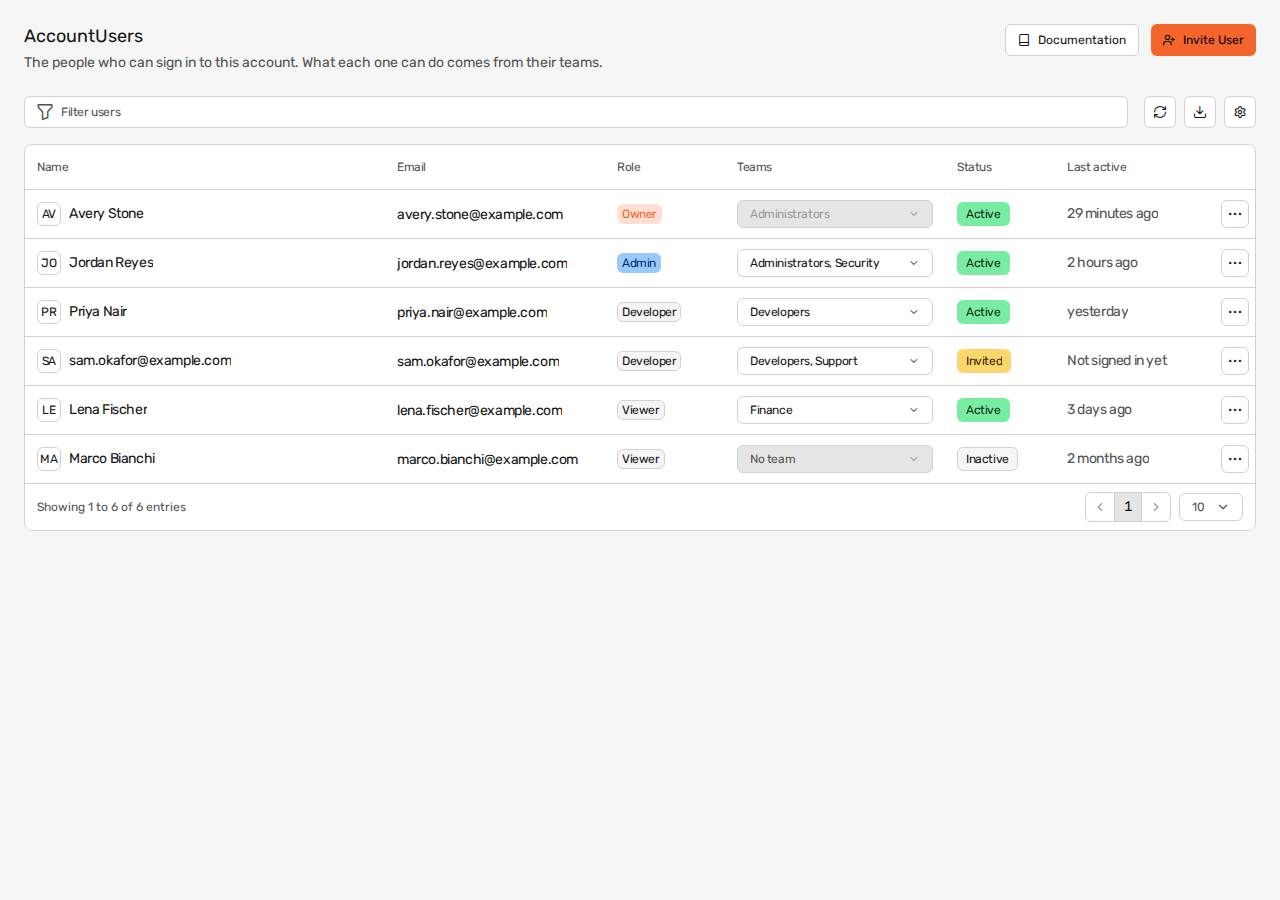 AccountUsers
Documentation
Invite User
The people who can sign in to this account. What each one can do comes from their teams.
Filter users
Name Email Role Teams Status Last active
AV Avery Stone avery.stone@example.com Owner Administrators Active 29 minutes ago
JO Jordan Reyes jordan.reyes@example.com Admin Administrators, Security Active 2 hours ago
PR Priya Nair priya.nair@example.com Developer Developers Active yesterday
SA sam.okafor@example.com sam.okafor@example.com Developer Developers, Support Invited Not signed in yet
LE Lena Fischer lena.fischer@example.com Viewer Finance Active 3 days ago
MA Marco Bianchi marco.bianchi@example.com Viewer No team Inactive 2 months ago
Showing 1 to 6 of 6 entries 1 10